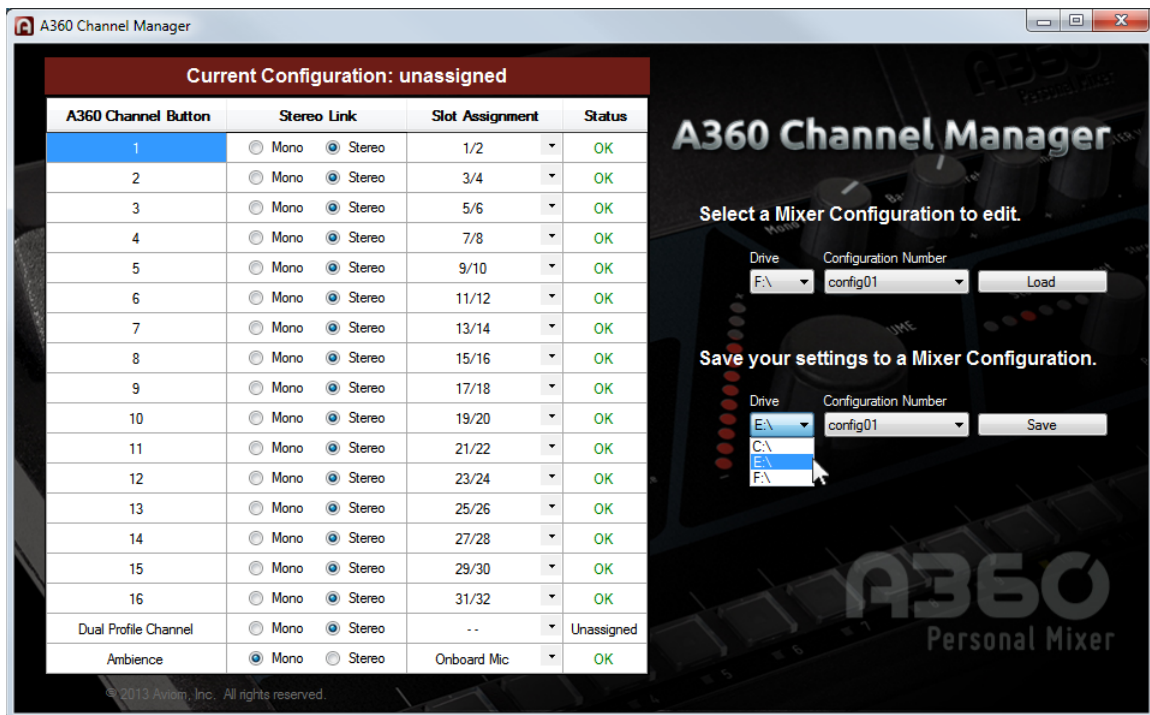 A360 Channel Manager
Current Configuration: unassigned
A360 Channel Button Stereo Link Slot Assignment Status
1 Mono Stereo 1/2 OK
2 Mono Stereo 3/4 OK
3 Mono Stereo 5/6 OK
4 Mono Stereo 7/8 OK
5 Mono Stereo 9/10 OK
6 Mono Stereo 11/12 OK
7 Mono Stereo 13/14 OK
8 Mono Stereo 15/16 OK
9 Mono Stereo 17/18 OK
10 Mono Stereo 19/20 OK
11 Mono Stereo 21/22 OK
12 Mono Stereo 23/24 OK
13 Mono Stereo 25/26 OK
14 Mono Stereo 27/28 OK
15 Mono Stereo 29/30 OK
16 Mono Stereo 31/32 OK
Dual Profile Channel Mono Stereo - - Unassigned
Ambience Mono Stereo Onboard Mic OK
© 2013 Aviom, Inc. All rights reserved.
A360
Personal Mixer
A360 Channel Manager
Select a Mixer Configuration to edit.
Drive Configuration Number
F:\ config01 Load
Save your settings to a Mixer Configuration.
Drive Configuration Number
E:\ config01 Save
C:\
E:\
F:\
A360
Personal Mixer